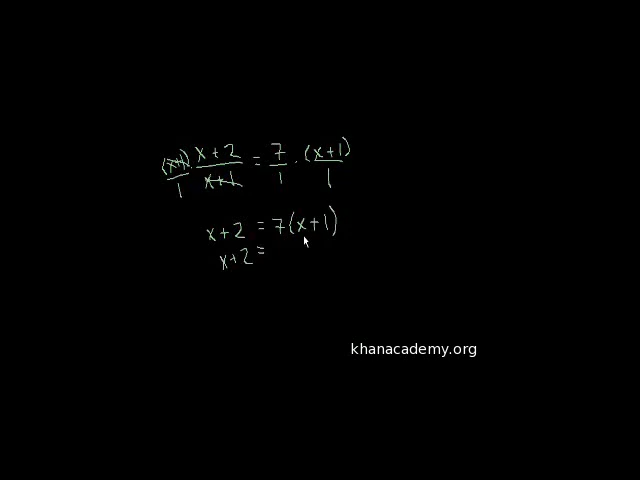 (x+1)/1 · (x+2)/(x+1) = 7/1 · (x+1)/1
x+2 = 7(x+1)
x+2 =
khanacademy.org